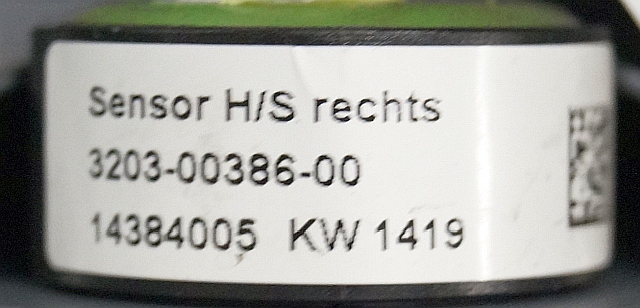 Sensor H/S rechts
3203-00386-00
14384005 KW 1419